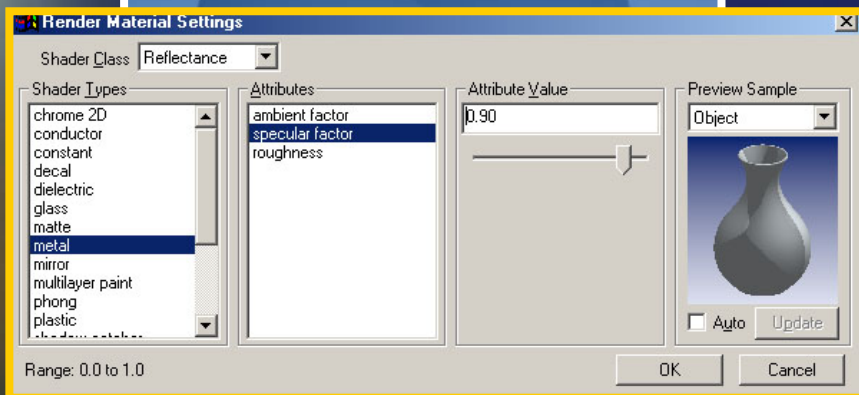 Render Material Settings
Shader Class Reflectance
Shader Types
chrome 2D
conductor
constant
decal
dielectric
glass
matte
metal
mirror
multilayer paint
phong
plastic
Attributes
ambient factor
specular factor
roughness
Attribute Value
0.90
Preview Sample
Object
Auto
Update
Range: 0.0 to 1.0
OK
Cancel